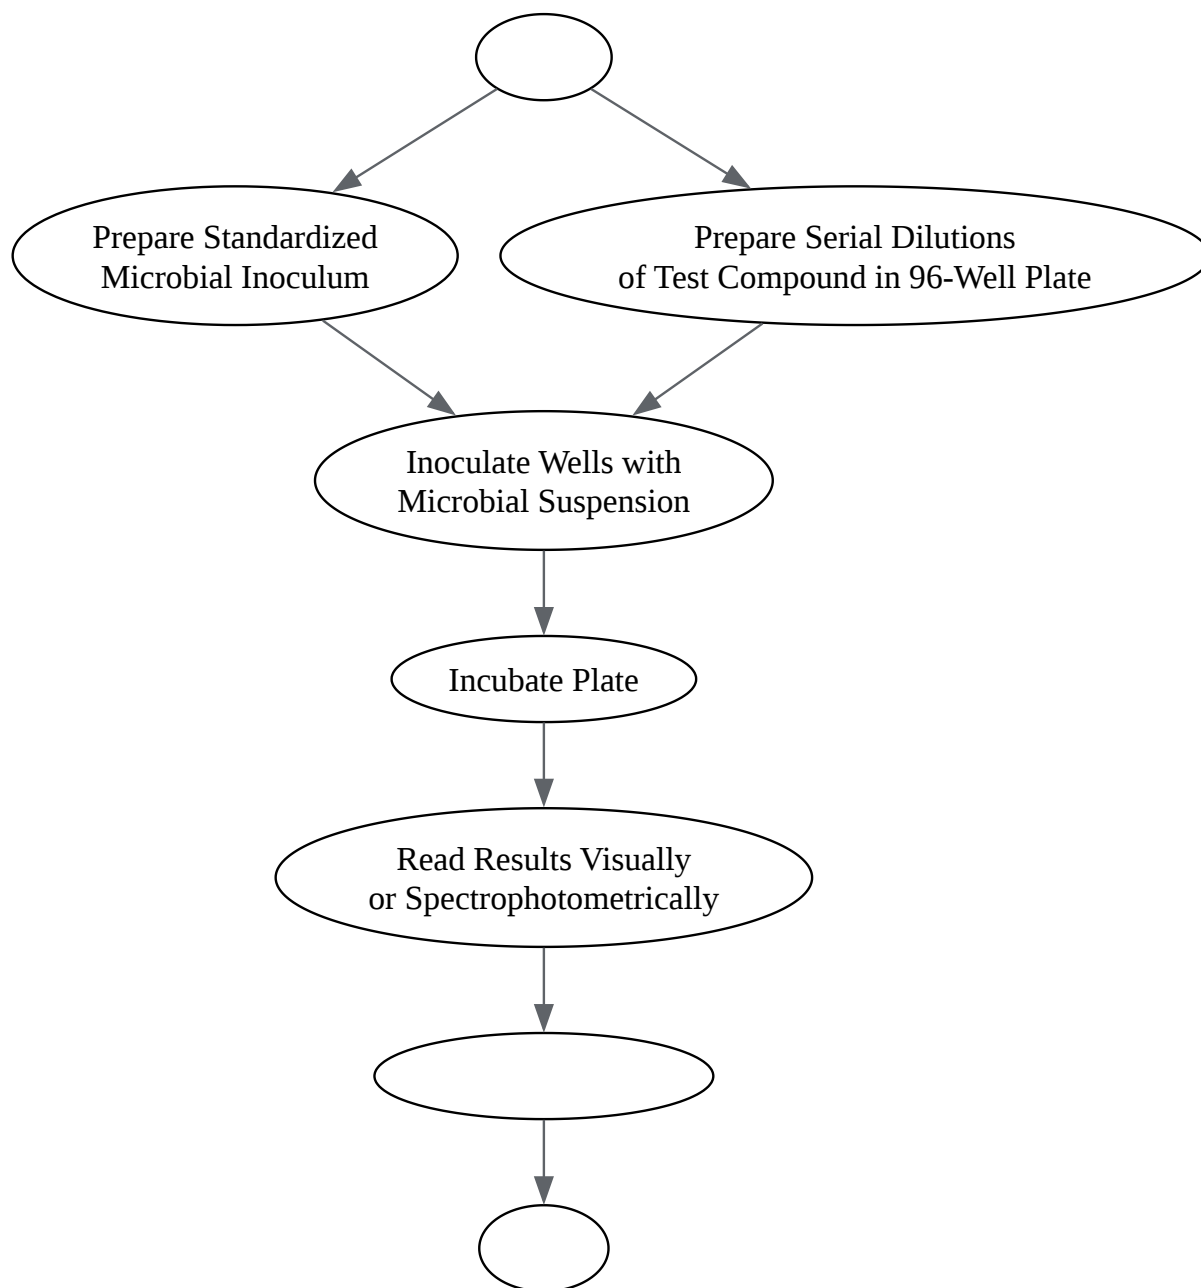 Prepare Standardized
Microbial Inoculum
Prepare Serial Dilutions
of Test Compound in 96-Well Plate
Inoculate Wells with
Microbial Suspension
Incubate Plate
Read Results Visually
or Spectrophotometrically